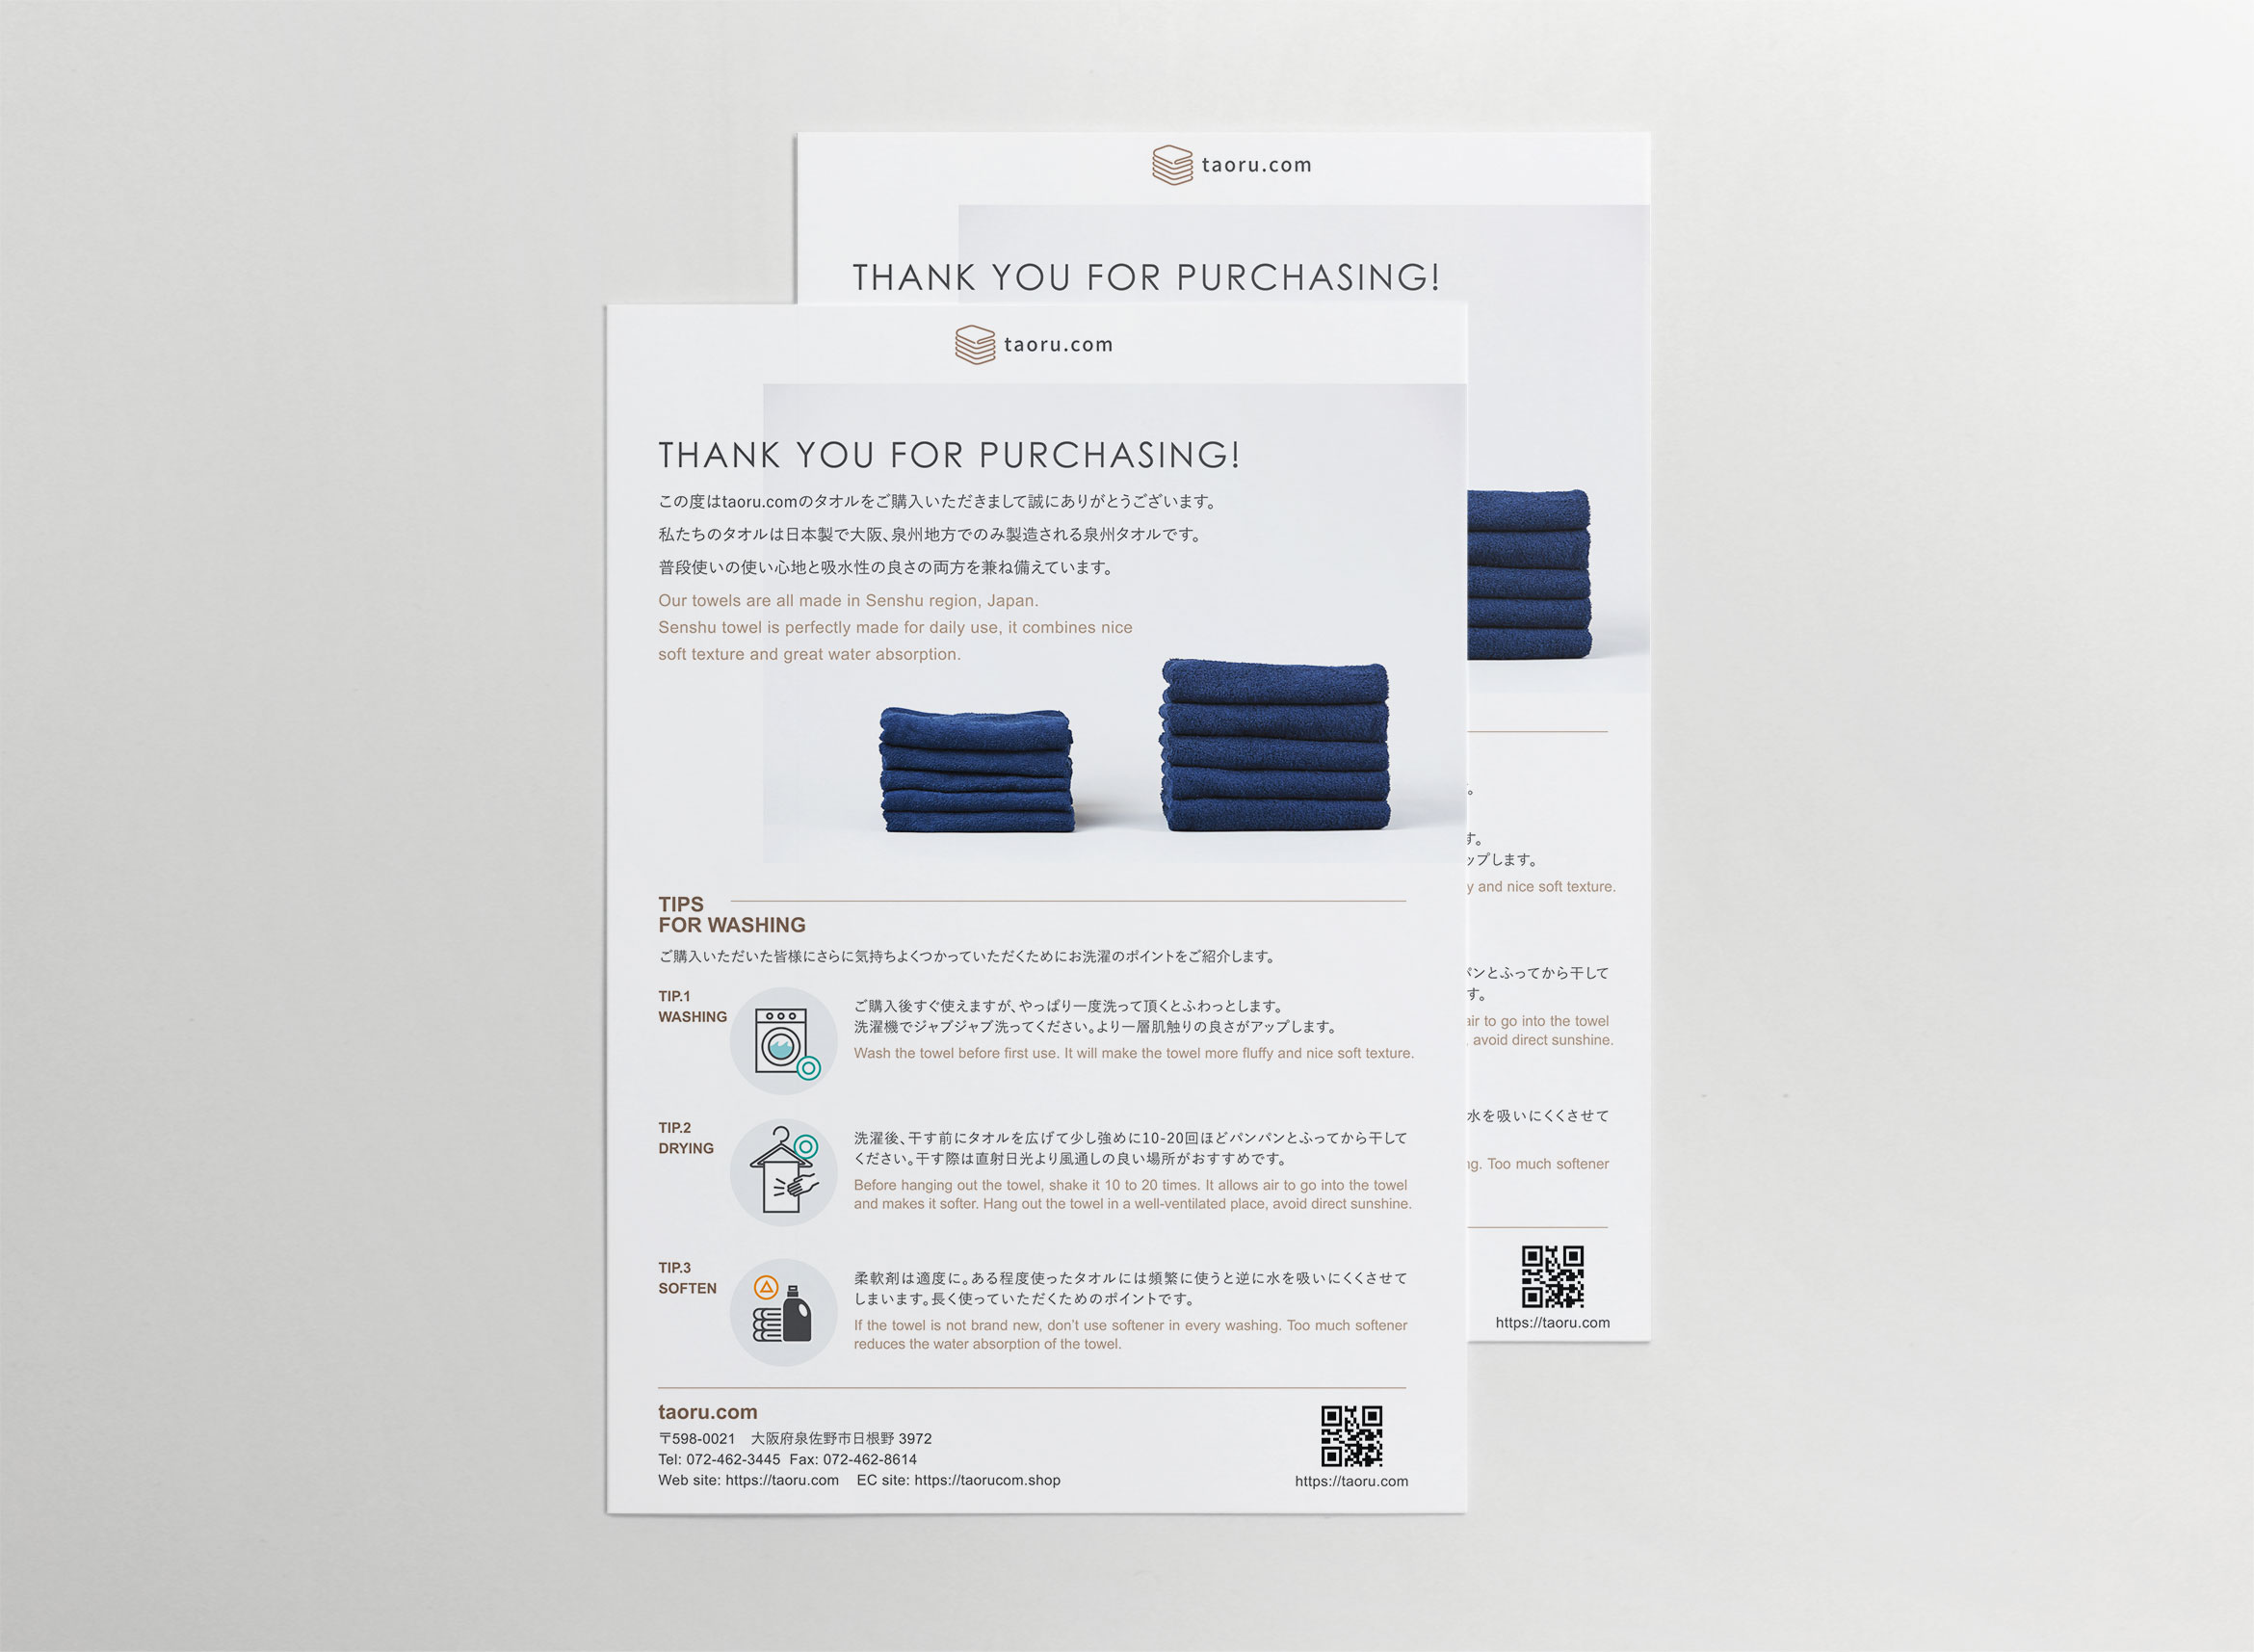 taoru.com
THANK YOU FOR PURCHASING!
taoru.com
THANK YOU FOR PURCHASING!
この度はtaoru.comのタオルをご購入いただきまして誠にありがとうございます。
私たちのタオルは日本製で大阪、泉州地方でのみ製造される泉州タオルです。
普段使いの使い心地と吸水性の良さの両方を兼ね備えています。
Our towels are all made in Senshu region, Japan.
Senshu towel is perfectly made for daily use, it combines nice
soft texture and great water absorption.
TIPS
FOR WASHING
ご購入いただいた皆様にさらに気持ちよくつかっていただくためにお洗濯のポイントをご紹介します。
TIP.1
WASHING
ご購入後すぐ使えますが、やっぱり一度洗って頂くとふわっとします。
洗濯機でジャブジャブ洗ってください。より一層肌触りの良さがアップします。
Wash the towel before first use. It will make the towel more fluffy and nice soft texture.
TIP.2
DRYING
洗濯後、干す前にタオルを広げて少し強めに10-20回ほどパンパンとふってから干して
ください。干す際は直射日光より風通しの良い場所がおすすめです。
Before hanging out the towel, shake it 10 to 20 times. It allows air to go into the towel
and makes it softer. Hang out the towel in a well-ventilated place, avoid direct sunshine.
TIP.3
SOFTEN
柔軟剤は適度に。ある程度使ったタオルには頻繁に使うと逆に水を吸いにくくさせて
しまいます。長く使っていただくためのポイントです。
If the towel is not brand new, don't use softener in every washing. Too much softener
reduces the water absorption of the towel.
taoru.com
〒598-0021　大阪府泉佐野市日根野 3972
Tel: 072-462-3445 Fax: 072-462-8614
Web site: https://taoru.com EC site: https://taorucom.shop
https://taoru.com
。
す。
ップします。
y and nice soft texture.
パンとふってから干して
す。
air to go into the towel
, avoid direct sunshine.
水を吸いにくくさせて
ng. Too much softener
https://taoru.com